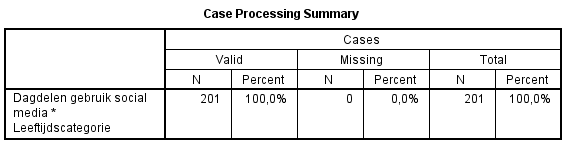 Case Processing Summary
Cases
Valid Missing Total
N Percent N Percent N Percent
Dagdelen gebruik social 201 100,0% 0 0,0% 201 100,0%
media *
Leeftijdscategorie